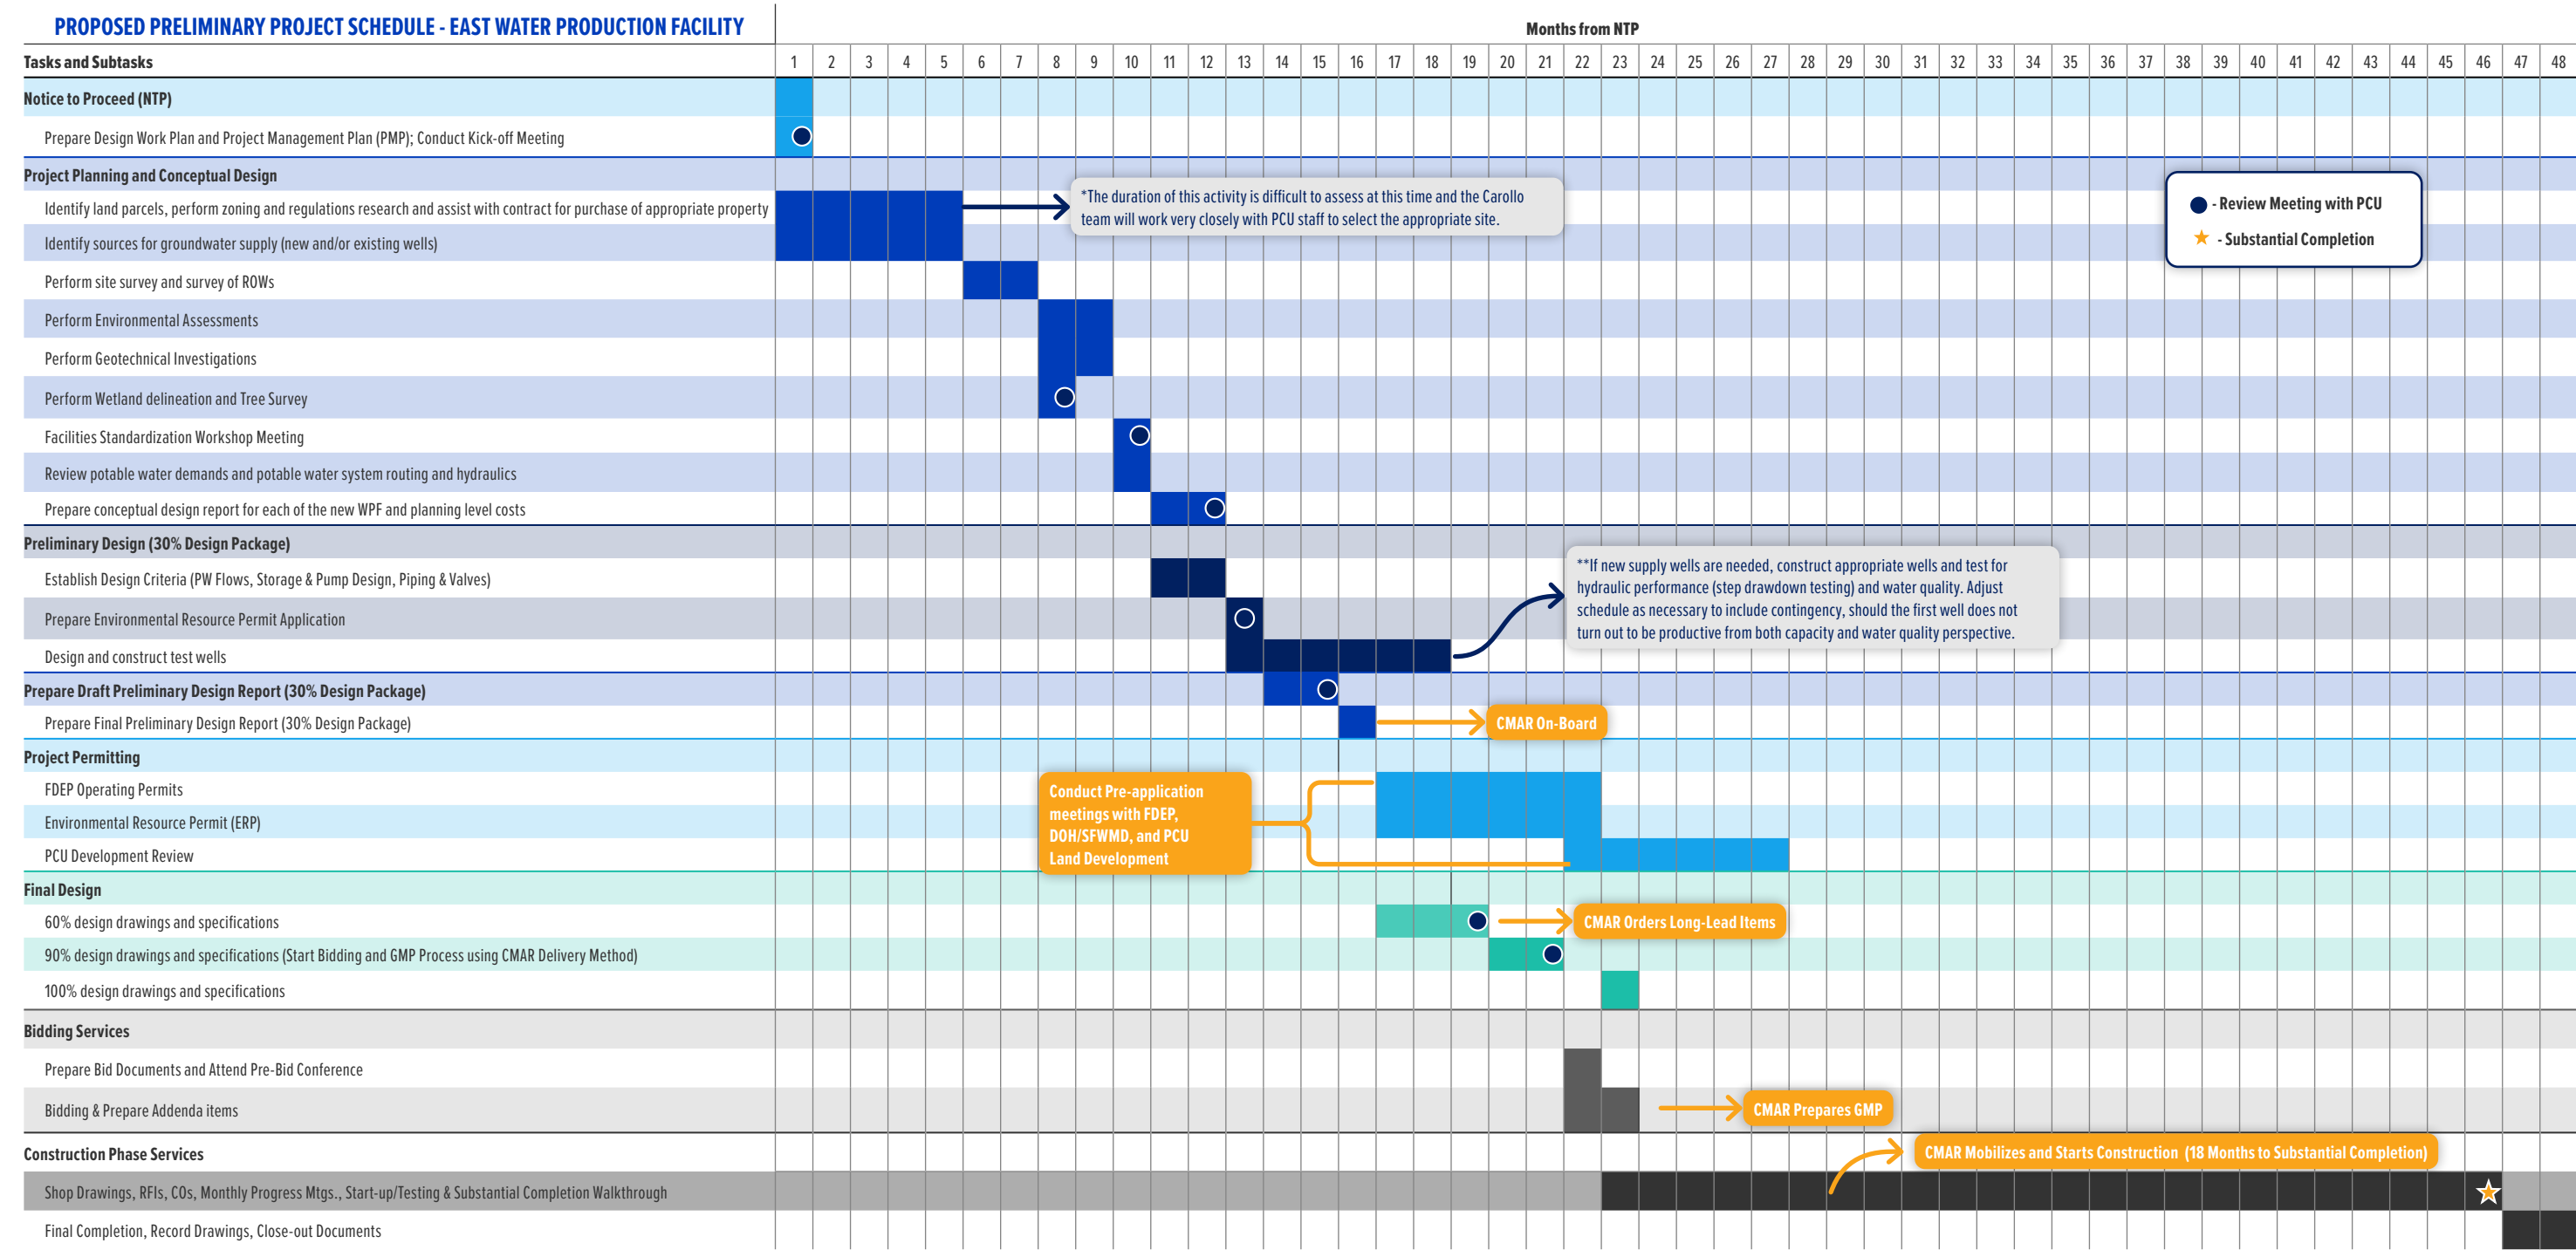 PROPOSED PRELIMINARY PROJECT SCHEDULE - EAST WATER PRODUCTION FACILITY
Months from NTP
Tasks and Subtasks
1 2 3 4 5 6 7 8 9 10 11 12 13 14 15 16 17 18 19 20 21 22 23 24 25 26 27 28 29 30 31 32 33 34 35 36 37 38 39 40 41 42 43 44 45 46 47 48
Notice to Proceed (NTP)
Prepare Design Work Plan and Project Management Plan (PMP); Conduct Kick-off Meeting
Project Planning and Conceptual Design
Identify land parcels, perform zoning and regulations research and assist with contract for purchase of appropriate property
*The duration of this activity is difficult to assess at this time and the Carollo
team will work very closely with PCU staff to select the appropriate site.
- Review Meeting with PCU
- Substantial Completion
Identify sources for groundwater supply (new and/or existing wells)
Perform site survey and survey of ROWs
Perform Environmental Assessments
Perform Geotechnical Investigations
Perform Wetland delineation and Tree Survey
Facilities Standardization Workshop Meeting
Review potable water demands and potable water system routing and hydraulics
Prepare conceptual design report for each of the new WPF and planning level costs
Preliminary Design (30% Design Package)
Establish Design Criteria (PW Flows, Storage & Pump Design, Piping & Valves)
**If new supply wells are needed, construct appropriate wells and test for
hydraulic performance (step drawdown testing) and water quality. Adjust
schedule as necessary to include contingency, should the first well does not
turn out to be productive from both capacity and water quality perspective.
Prepare Environmental Resource Permit Application
Design and construct test wells
Prepare Draft Preliminary Design Report (30% Design Package)
Prepare Final Preliminary Design Report (30% Design Package)
CMAR On-Board
Project Permitting
FDEP Operating Permits
Conduct Pre-application
meetings with FDEP,
DOH/SFWMD, and PCU
Land Development
Environmental Resource Permit (ERP)
PCU Development Review
Final Design
60% design drawings and specifications
CMAR Orders Long-Lead Items
90% design drawings and specifications (Start Bidding and GMP Process using CMAR Delivery Method)
100% design drawings and specifications
Bidding Services
Prepare Bid Documents and Attend Pre-Bid Conference
Bidding & Prepare Addenda items
CMAR Prepares GMP
Construction Phase Services
CMAR Mobilizes and Starts Construction (18 Months to Substantial Completion)
Shop Drawings, RFIs, COs, Monthly Progress Mtgs., Start-up/Testing & Substantial Completion Walkthrough
Final Completion, Record Drawings, Close-out Documents